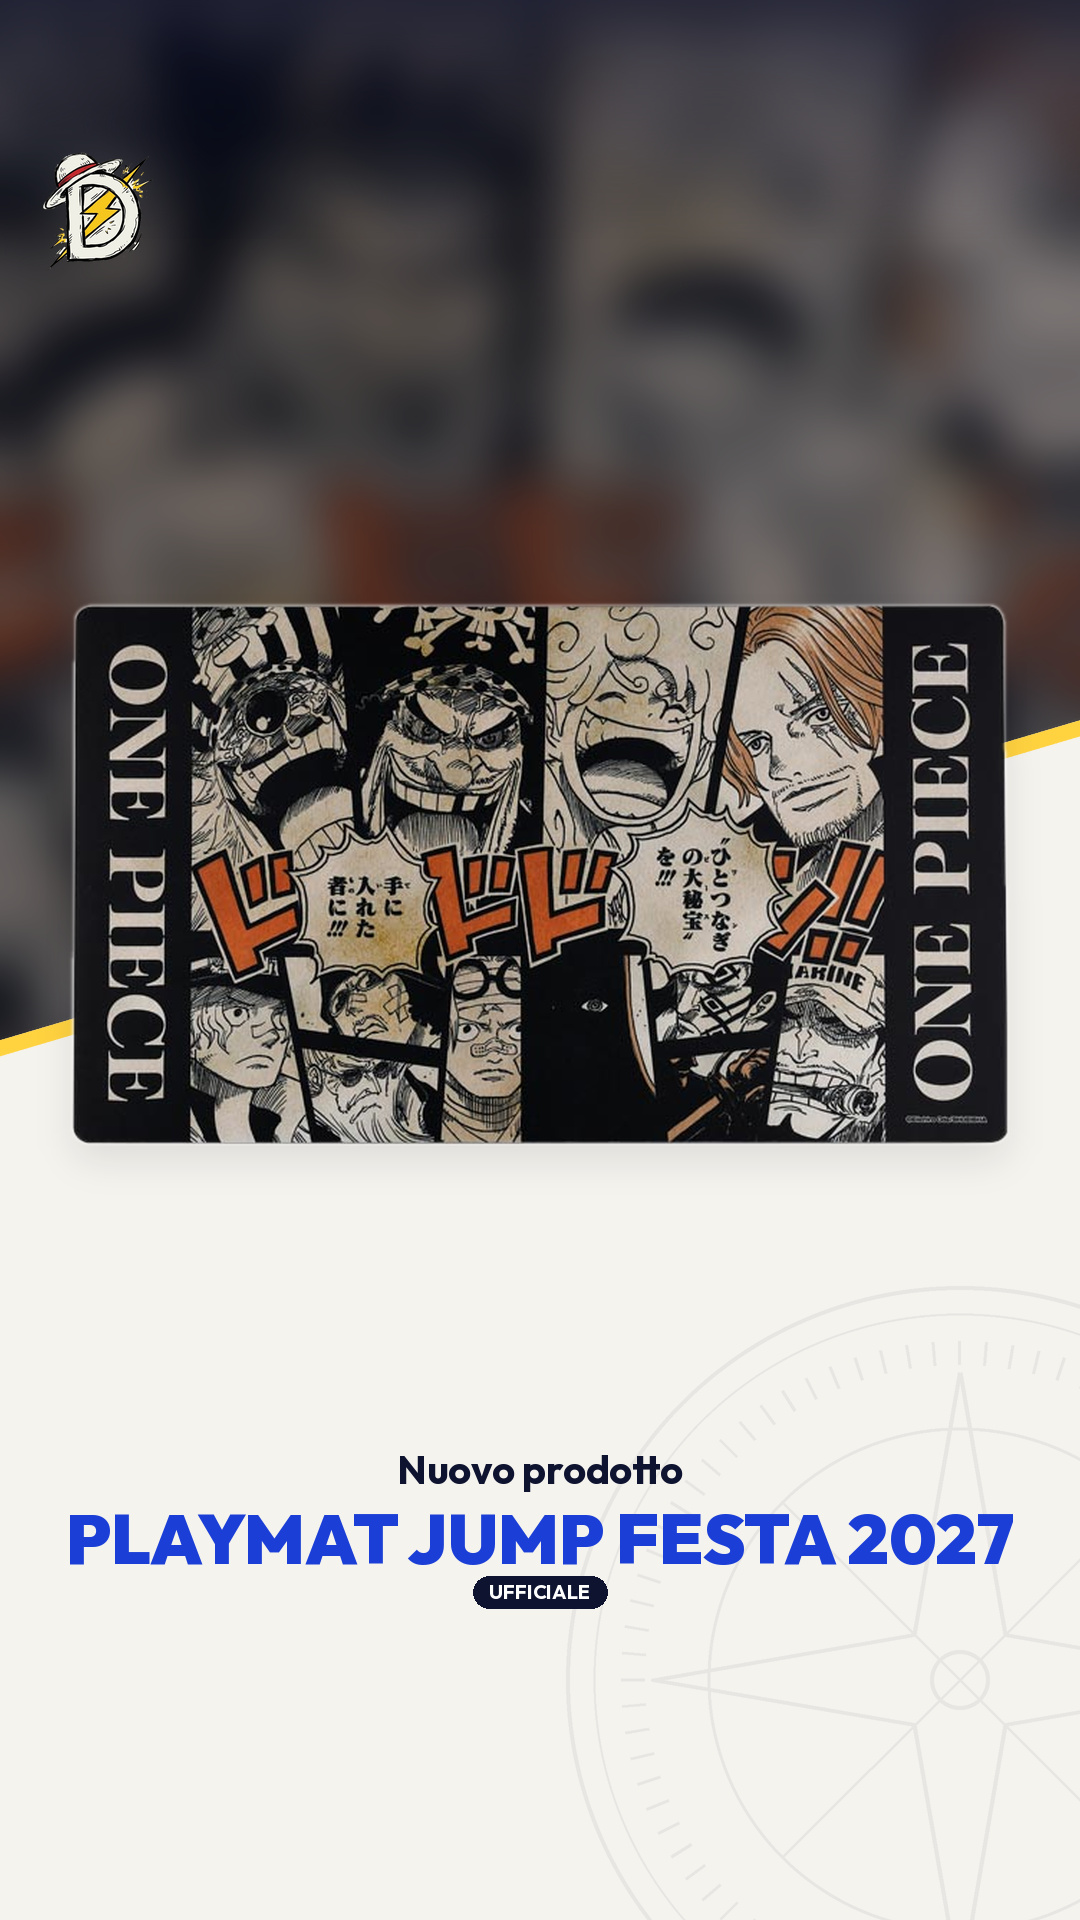 D
ONE PIECE
ONE PIECE
“ひとつなぎ
の大秘宝”
を!!!
手に
入れた
者に!!!
ドドドン!!
MARINE
Nuovo prodotto
PLAYMAT JUMP FESTA 2027
UFFICIALE